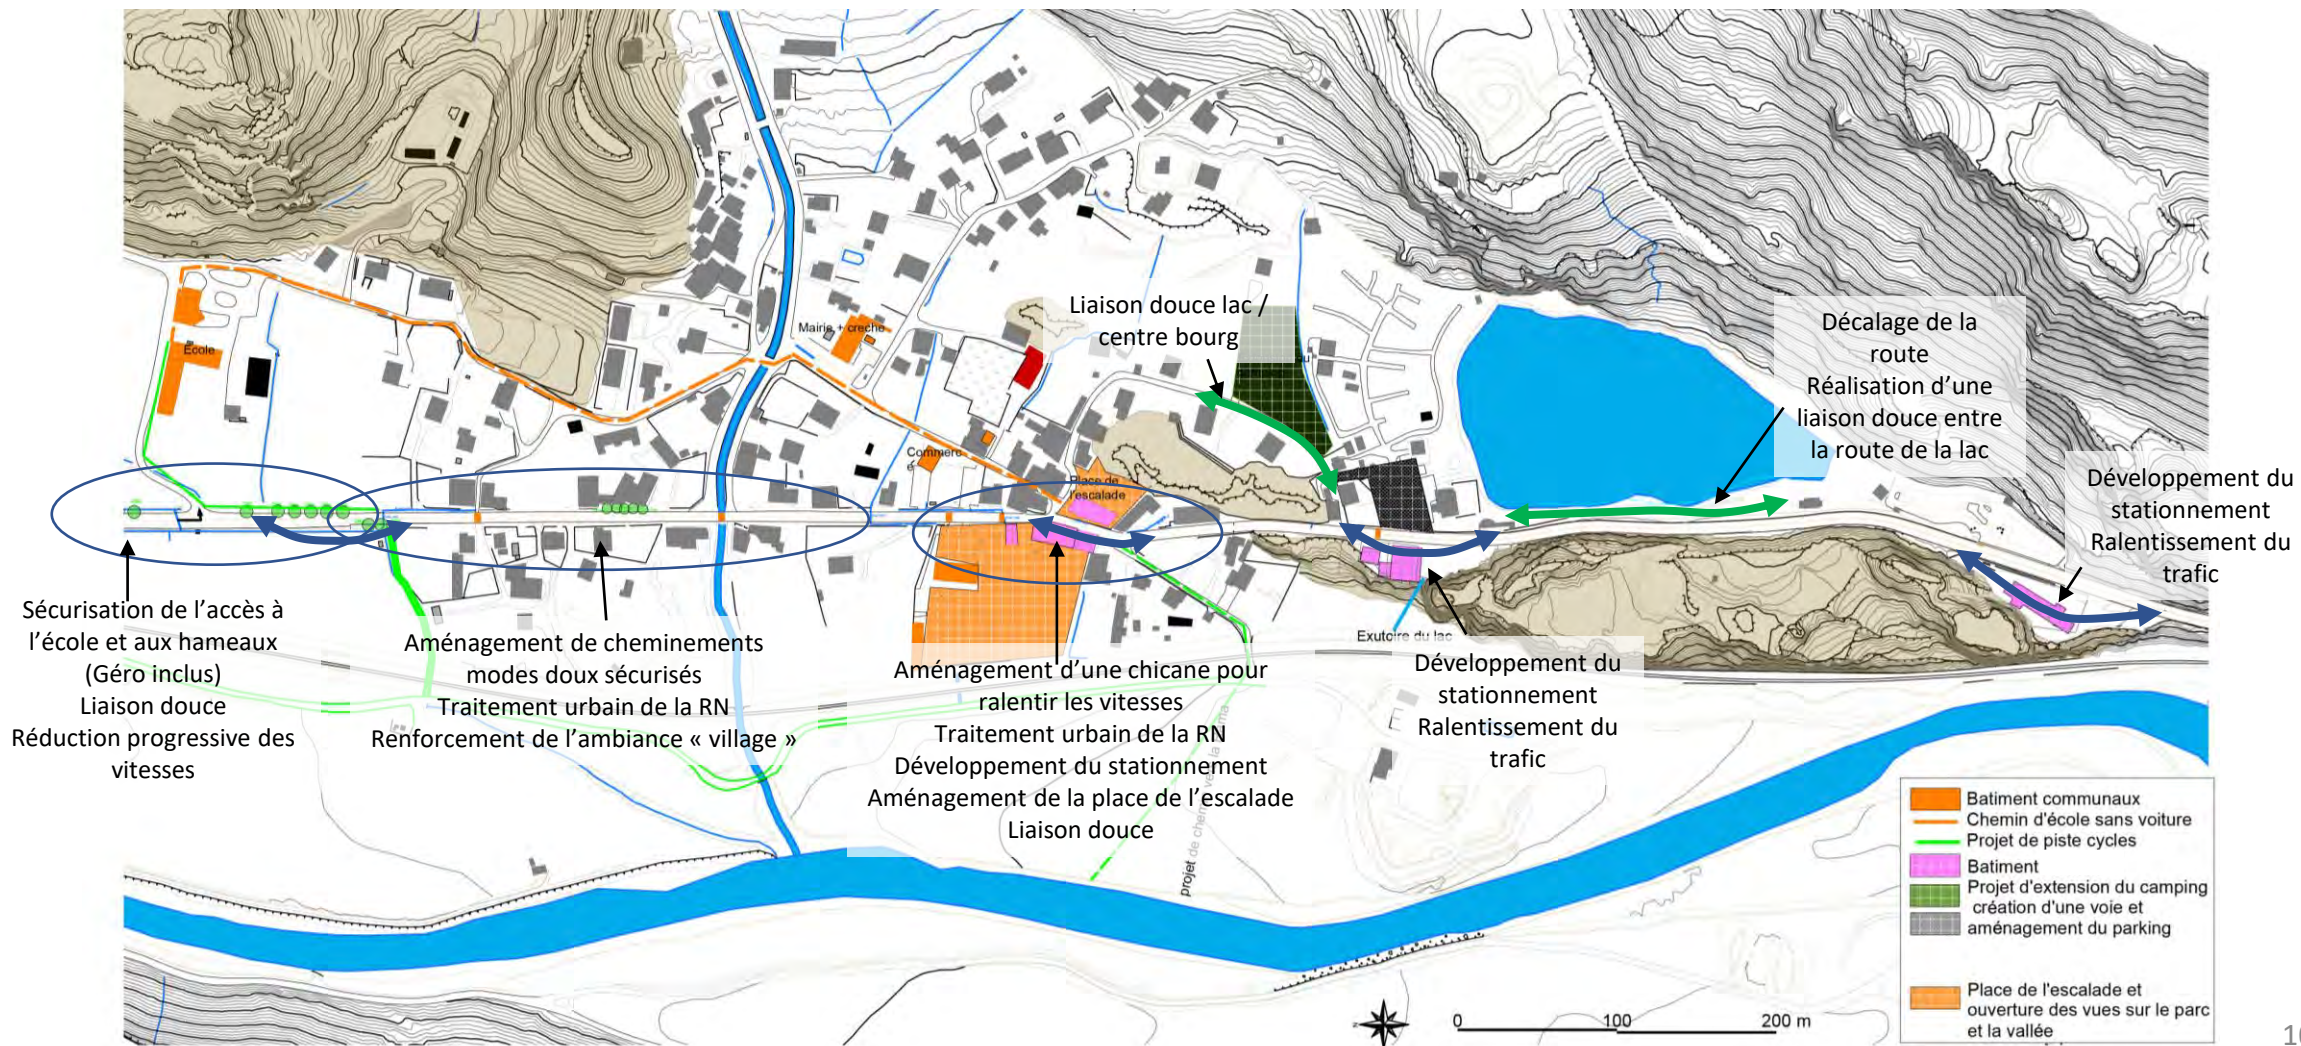 Liaison douce lac /
centre bourg
Décalage de la
route
Réalisation d'une
liaison douce entre
la route de la lac
Développement du
stationnement
Ralentissement du
trafic
Mairie + creche
Ecole
Commerc
e
Place de
l'escalade
Exutoire du lac
Sécurisation de l'accès à
l'école et aux hameaux
(Géro inclus)
Liaison douce
Réduction progressive des
vitesses
Aménagement de cheminements
modes doux sécurisés
Traitement urbain de la RN
Renforcement de l'ambiance « village »
Aménagement d'une chicane pour
ralentir les vitesses
Traitement urbain de la RN
Développement du stationnement
Aménagement de la place de l'escalade
Liaison douce
Développement du
stationnement
Ralentissement du
trafic
projet de chemin
Batiment communaux
Chemin d'école sans voiture
Projet de piste cycles
Batiment
Projet d'extension du camping
création d'une voie et
aménagement du parking
Place de l'escalade et
ouverture des vues sur le parc
et la vallée
0 100 200 m